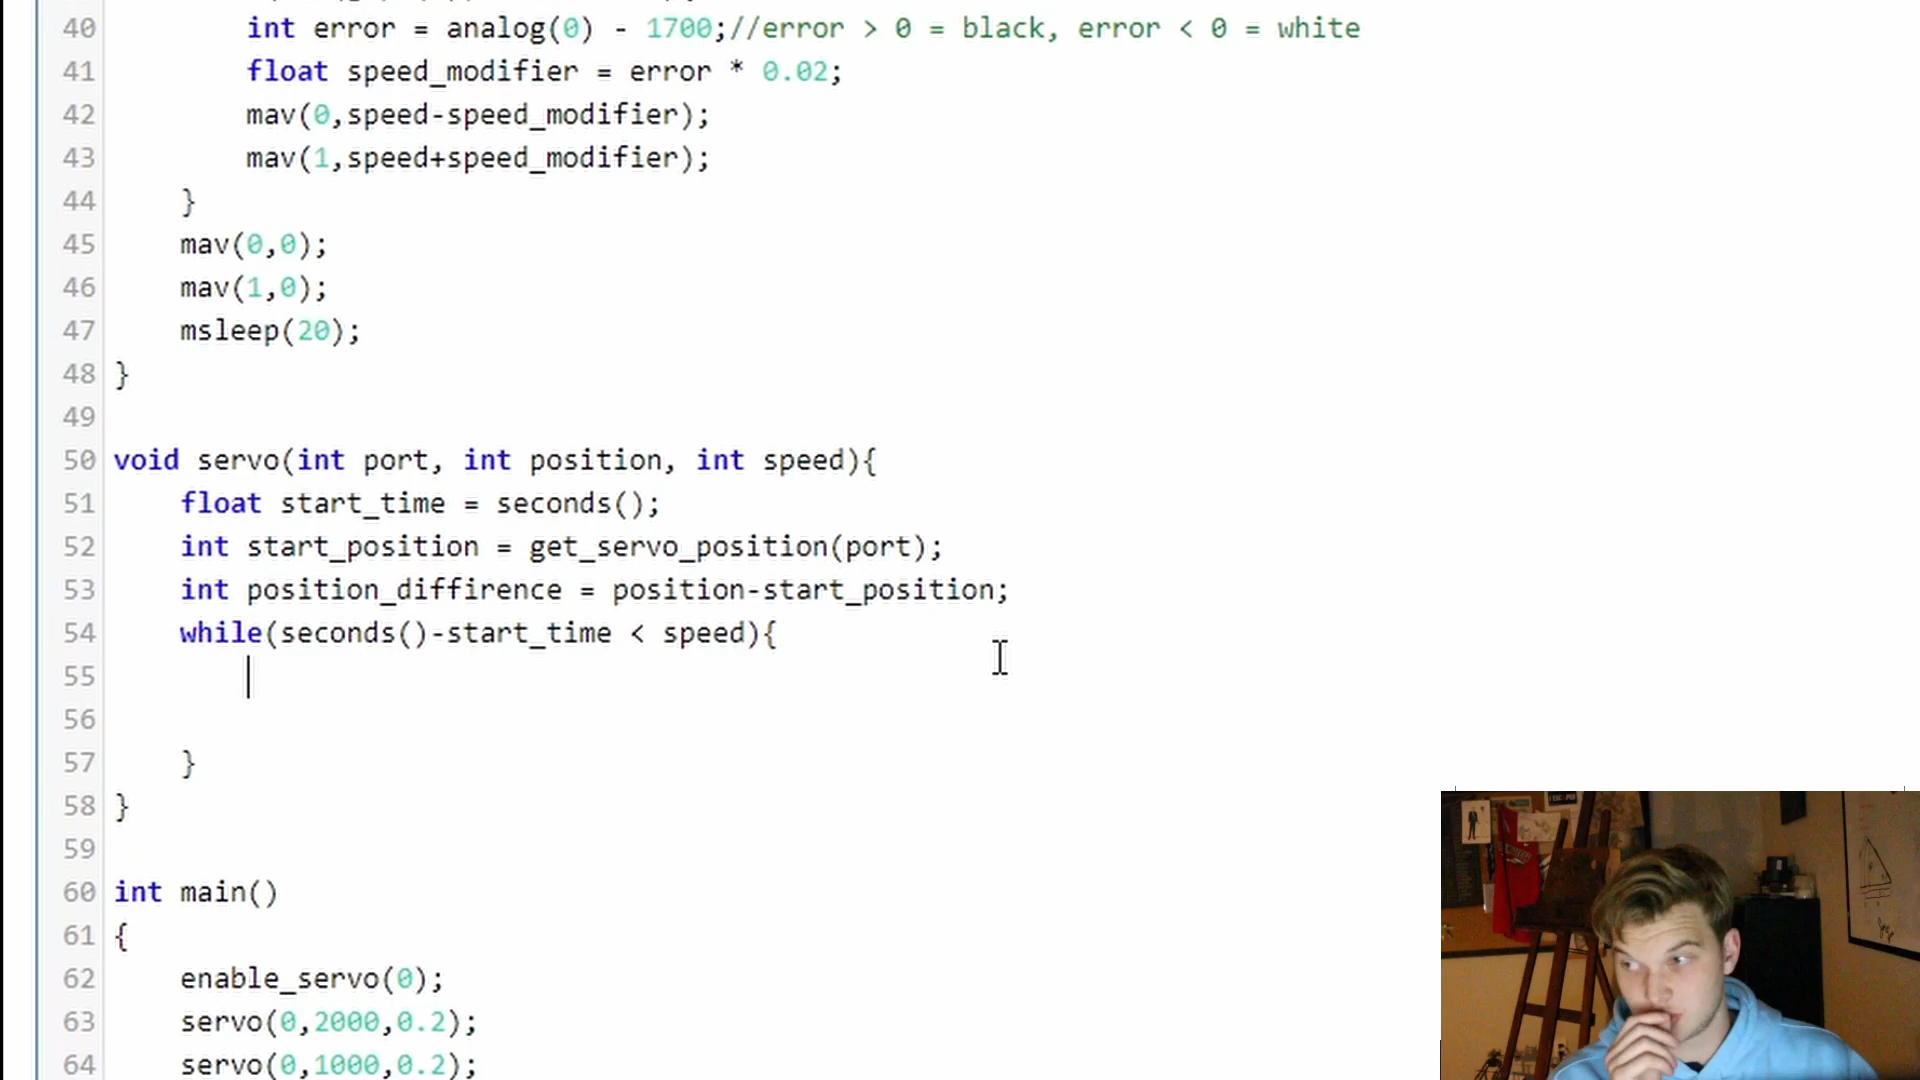 40 int error = analog(0) - 1700;//error > 0 = black, error < 0 = white
41 float speed_modifier = error * 0.02;
42 mav(0,speed-speed_modifier);
43 mav(1,speed+speed_modifier);
44 }
45 mav(0,0);
46 mav(1,0);
47 msleep(20);
48 }
49
50 void servo(int port, int position, int speed){
51 float start_time = seconds();
52 int start_position = get_servo_position(port);
53 int position_diffirence = position-start_position;
54 while(seconds()-start_time < speed){
55
56
57 }
58 }
59
60 int main()
61 {
62 enable_servo(0);
63 servo(0,2000,0.2);
64 servo(0,1000,0.2);